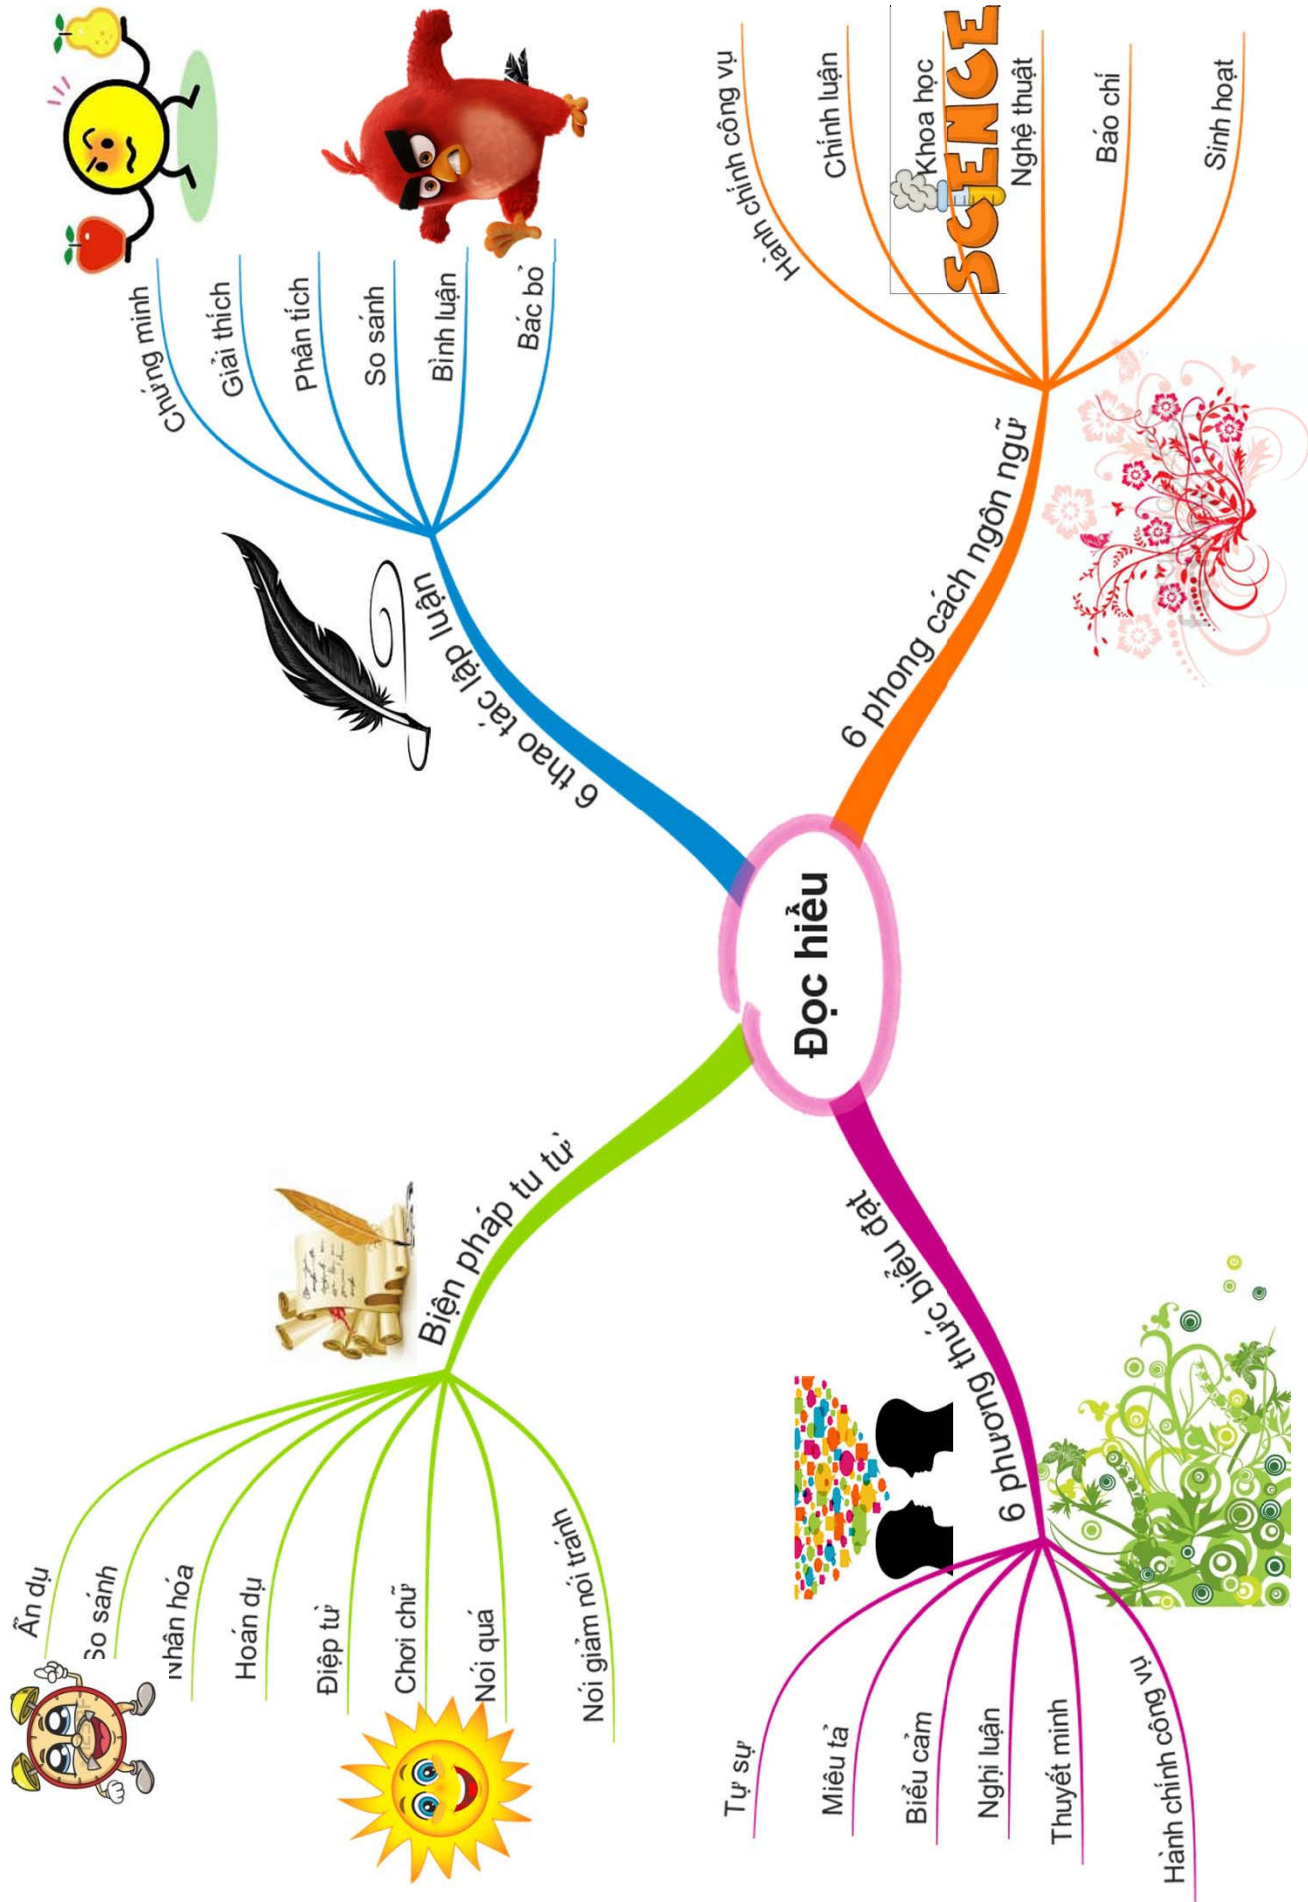 Đọc hiểu
6 thao tác lập luận
Chứng minh
Giải thích
Phân tích
So sánh
Bình luận
Bác bỏ
6 phong cách ngôn ngữ
Hành chính công vụ
Chính luận
Khoa học
SCIENCE
Nghệ thuật
Báo chí
Sinh hoạt
6 phương thức biểu đạt
Tự sự
Miêu tả
Biểu cảm
Nghị luận
Thuyết minh
Hành chính công vụ
Biện pháp tu từ
Ẩn dụ
So sánh
Nhân hóa
Hoán dụ
Điệp từ
Chơi chữ
Nói quá
Nói giảm nói tránh